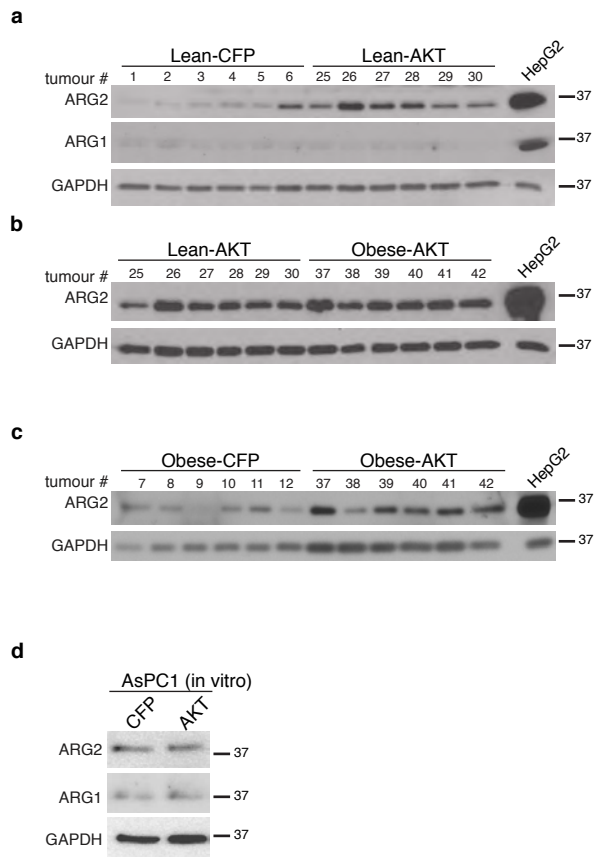 a
Lean-CFP Lean-AKT HepG2
tumour # 1 2 3 4 5 6 25 26 27 28 29 30
ARG2 37
ARG1
GAPDH 37
b
Lean-AKT Obese-AKT HepG2
tumour # 25 26 27 28 29 30 37 38 39 40 41 42
ARG2 37
GAPDH 37
c
Obese-CFP Obese-AKT HepG2
tumour # 7 8 9 10 11 12 37 38 39 40 41 42
ARG2 37
GAPDH 37
d
AsPC1 (in vitro)
CFP AKT
ARG2 37
ARG1 37
GAPDH 37